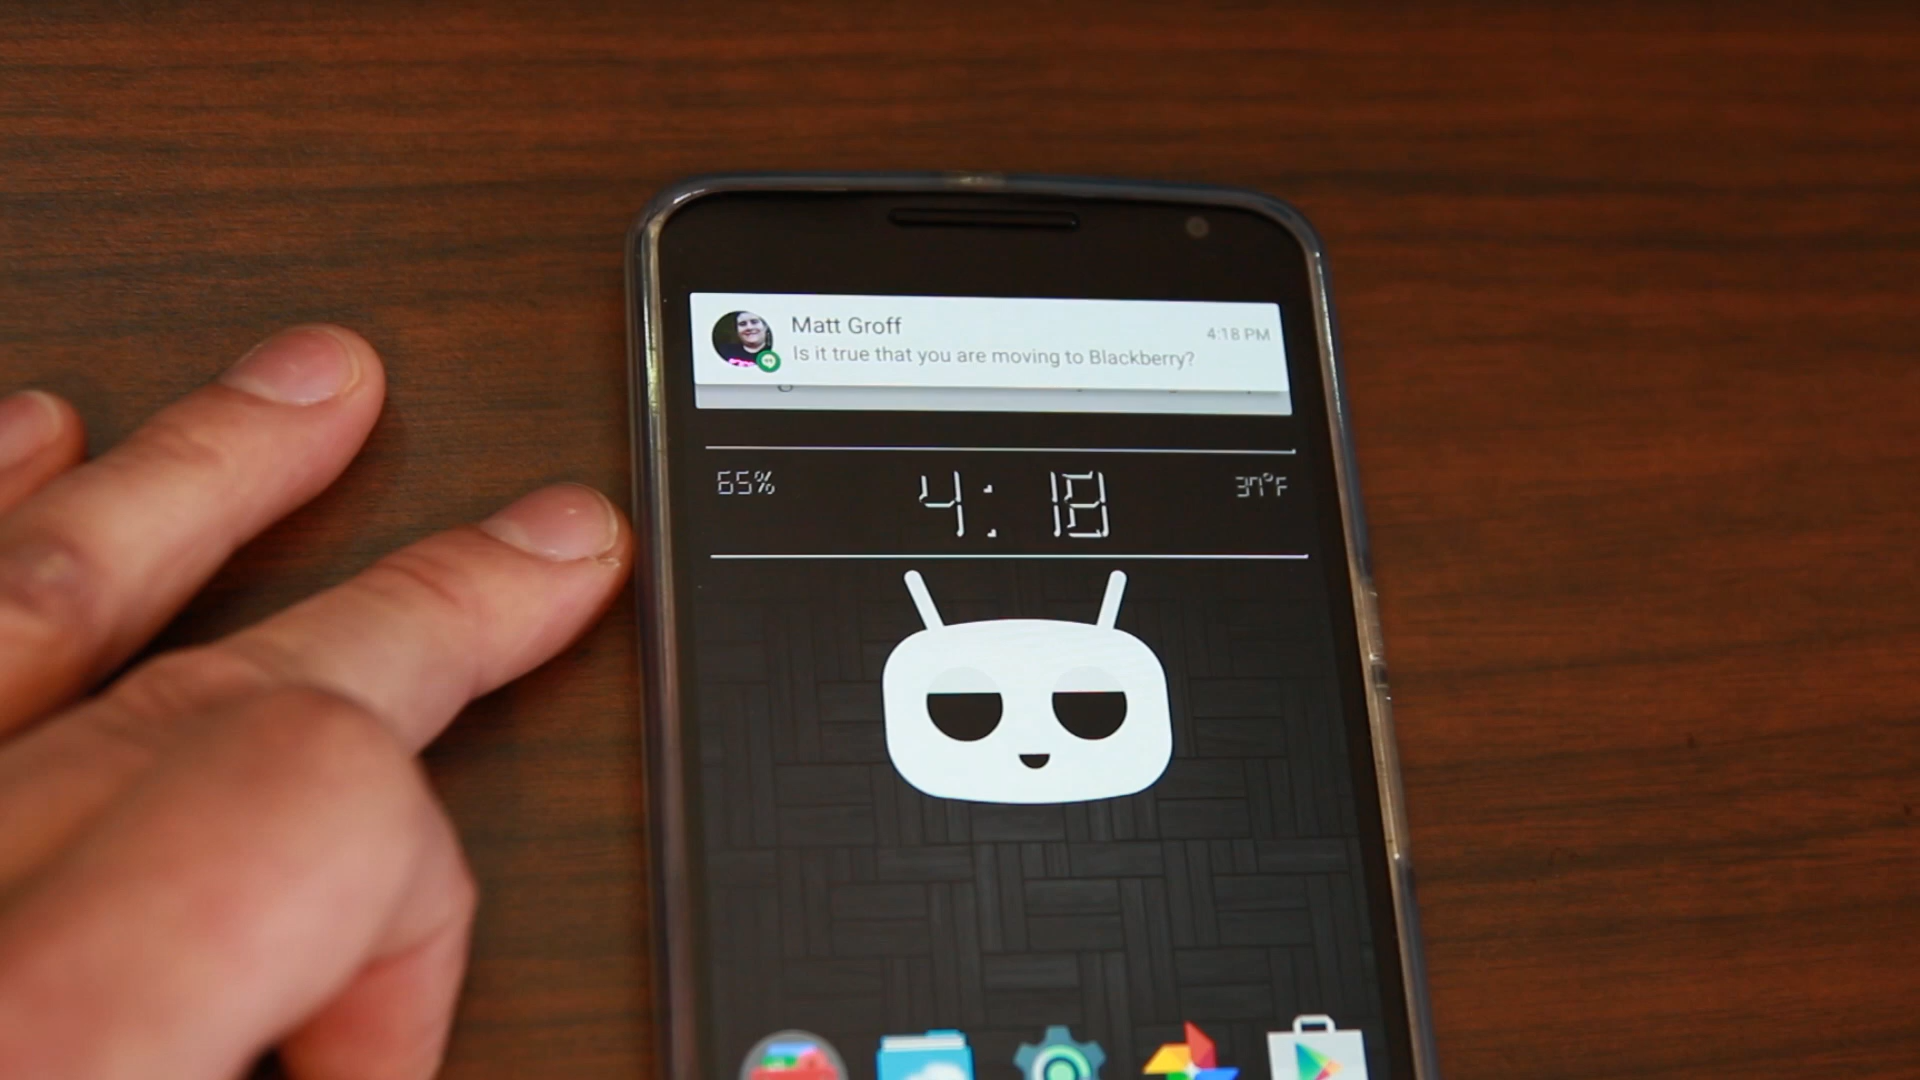 Matt Groff
4:18 PM
Is it true that you are moving to Blackberry?
65%
4:18
37°F